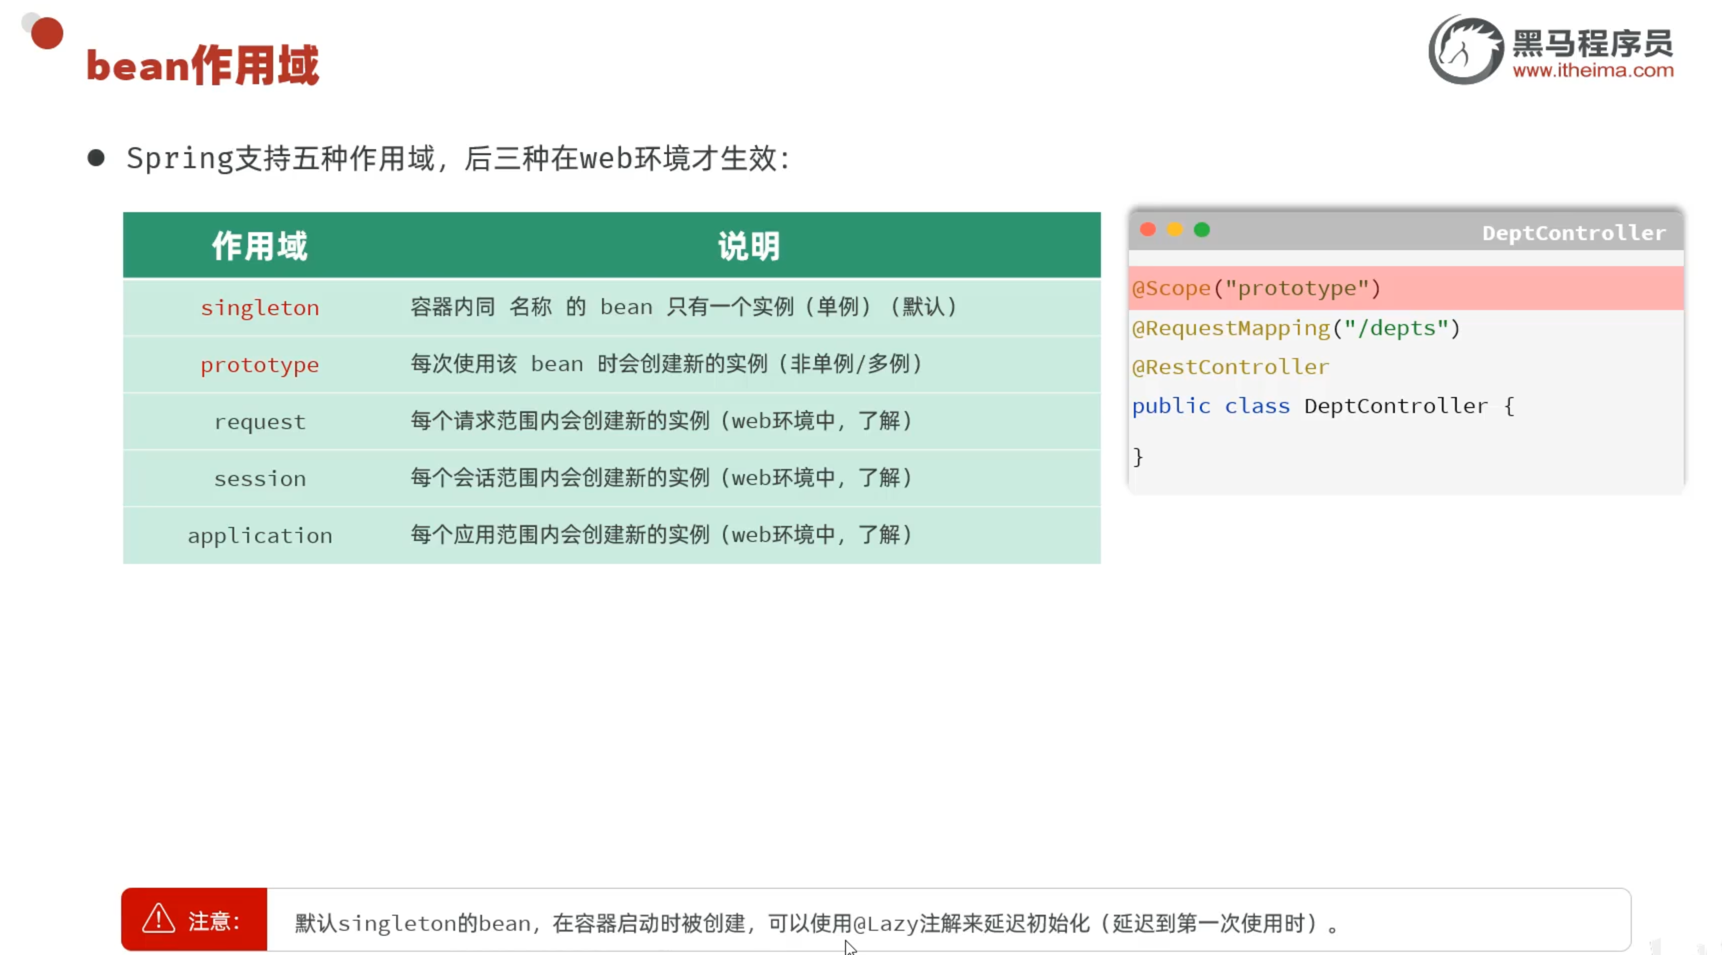 bean作用域
黑马程序员
www.itheima.com
● Spring支持五种作用域，后三种在web环境才生效：
作用域 说明
singleton 容器内同 名称 的 bean 只有一个实例（单例）（默认）
prototype 每次使用该 bean 时会创建新的实例（非单例/多例）
request 每个请求范围内会创建新的实例（web环境中，了解）
session 每个会话范围内会创建新的实例（web环境中，了解）
application 每个应用范围内会创建新的实例（web环境中，了解）
DeptController
@Scope("prototype")
@RequestMapping("/depts")
@RestController
public class DeptController {
}
注意：
默认singleton的bean，在容器启动时被创建，可以使用@Lazy注解来延迟初始化（延迟到第一次使用时）。